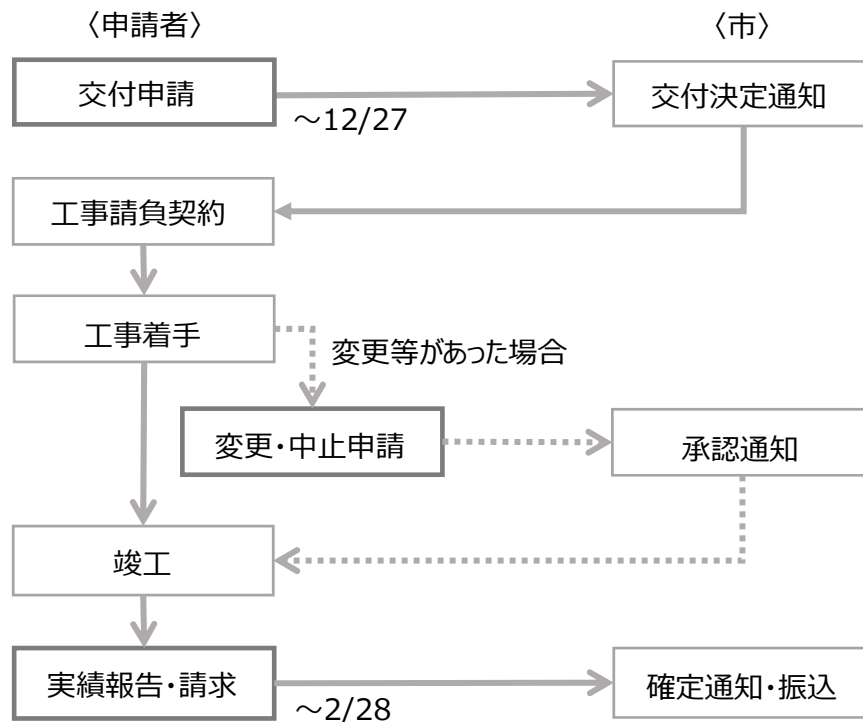 〈申請者〉
〈市〉
交付申請
交付決定通知
～12/27
工事請負契約
工事着手
変更等があった場合
変更・中止申請
承認通知
竣工
実績報告・請求
確定通知・振込
～2/28